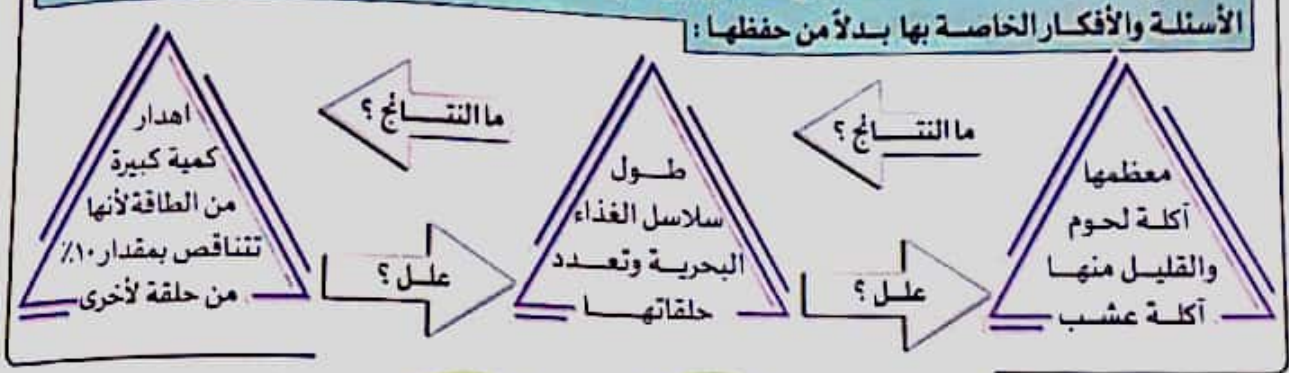 الأسئلة والأفكار الخاصة بها بدلاً من حفظها :
معظمها
آكلة لحوم
والقليل منها
آكلة عشب
ما النتائج ؟
علل ؟
طول
سلاسل الغذاء
البحرية وتعدد
حلقاتها
ما النتائج ؟
علل ؟
اهدار
كمية كبيرة
من الطاقة لأنها
تتناقص بمقدار ١٠٪
من حلقة لأخرى